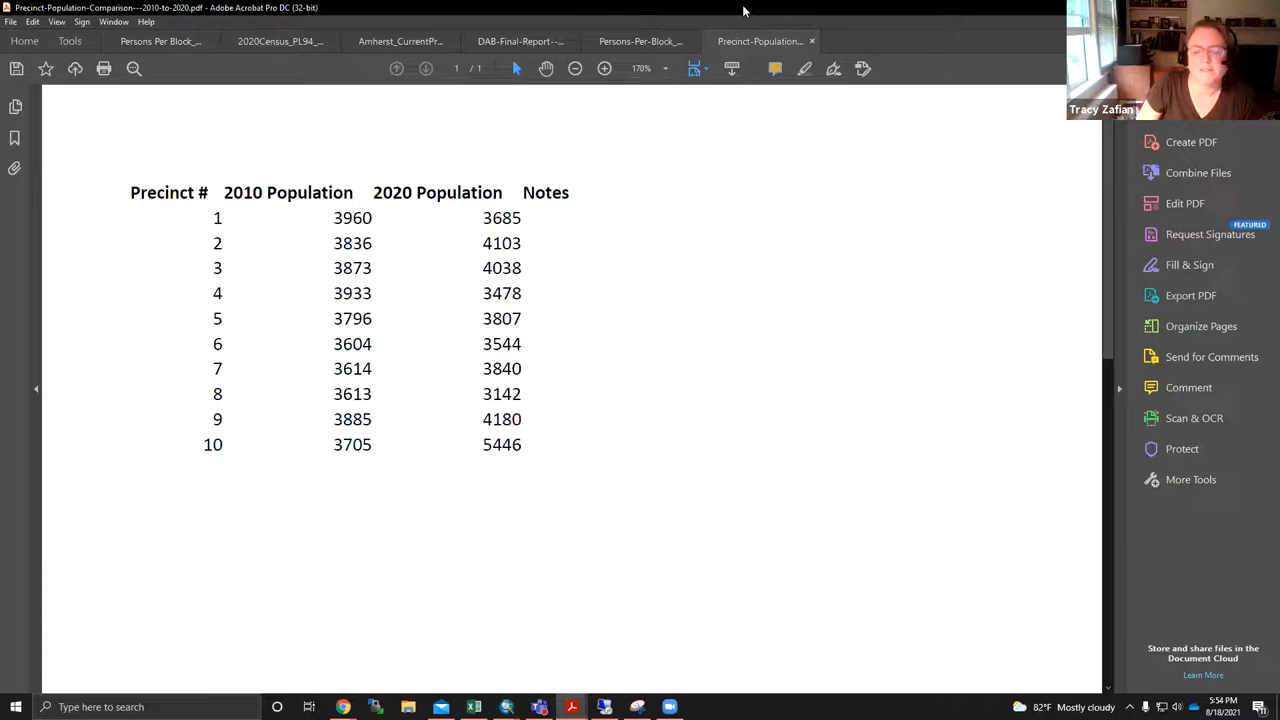 Precinct-Population-Comparison---2010-to-2020.pdf - Adobe Acrobat Pro DC (32-bit)
File Edit View Sign Window Help
Home Tools Persons Per Block_... 2020Census_PL94_... Amherst_CurrentPr... DAB-Final-Report--... Persons-Per-Block_... Precinct-Population... ×
1 / 1 170%
Tracy Zafian
Precinct # 2010 Population 2020 Population Notes
1 3960 3685
2 3836 4103
3 3873 4038
4 3933 3478
5 3796 3807
6 3604 3544
7 3614 3840
8 3613 3142
9 3885 4180
10 3705 5446
Create PDF
Combine Files
Edit PDF
FEATURED
Request Signatures
Fill & Sign
Export PDF
Organize Pages
Send for Comments
Comment
Scan & OCR
Protect
More Tools
Store and share files in the
Document Cloud
Learn More
Type here to search
82°F Mostly cloudy
5:54 PM
8/18/2021